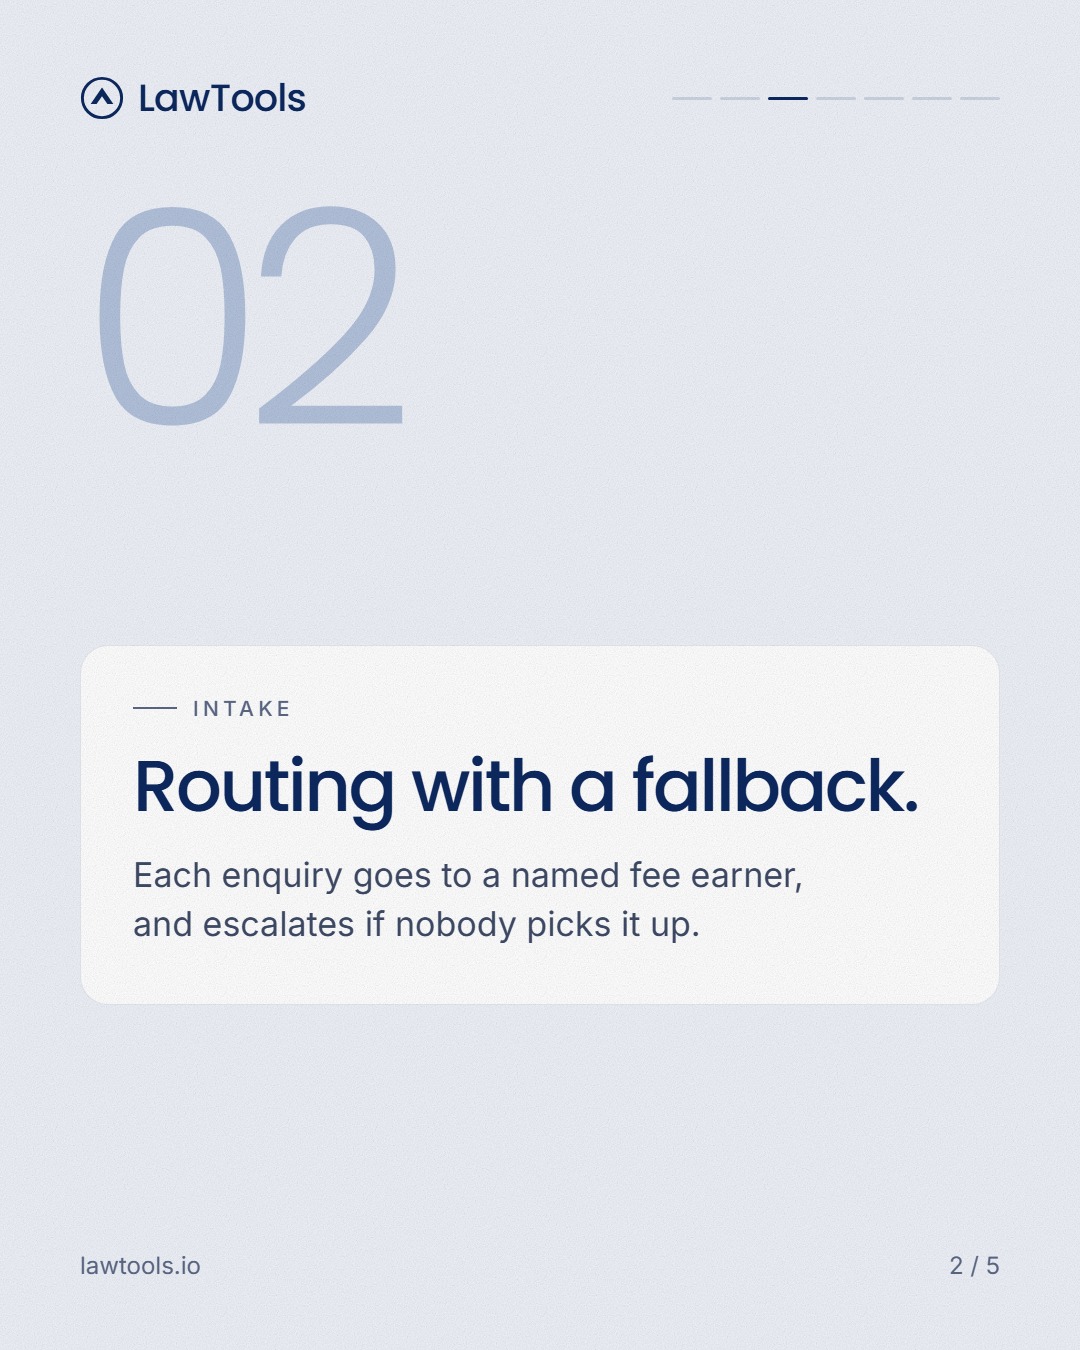 LawTools
02
INTAKE
Routing with a fallback.
Each enquiry goes to a named fee earner,
and escalates if nobody picks it up.
lawtools.io
2 / 5